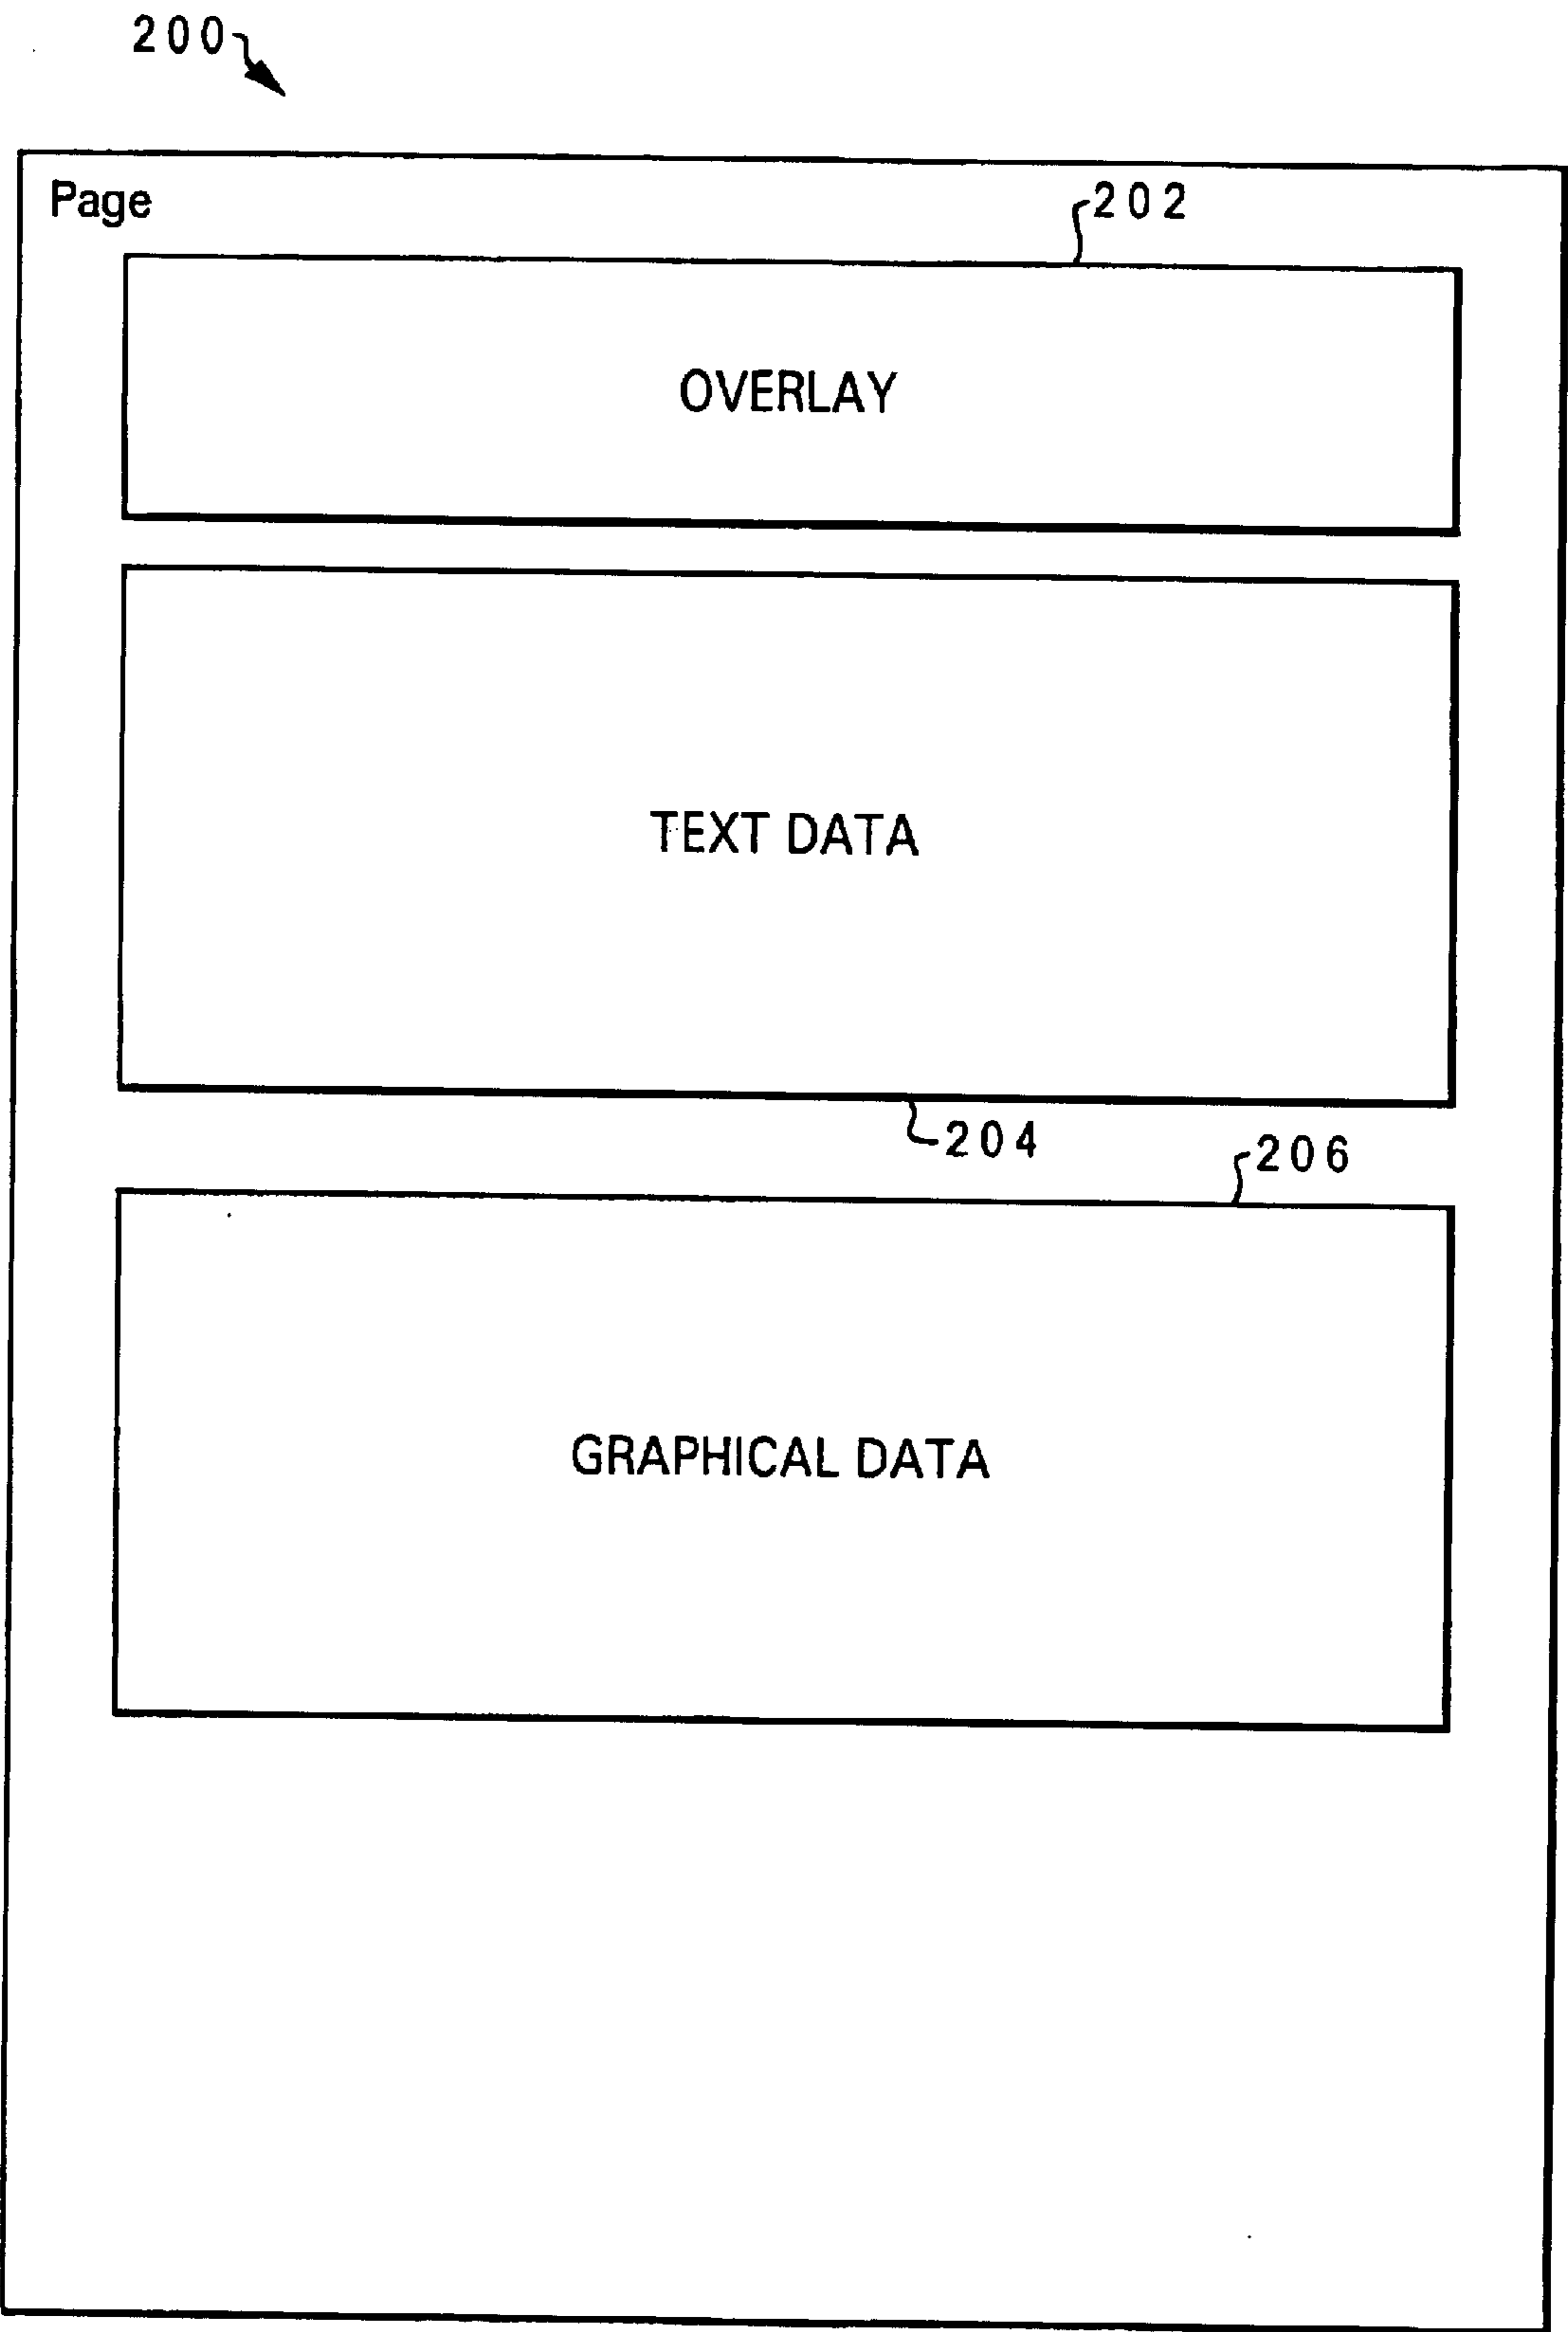 200
Page
202
OVERLAY
TEXT DATA
204
206
GRAPHICAL DATA